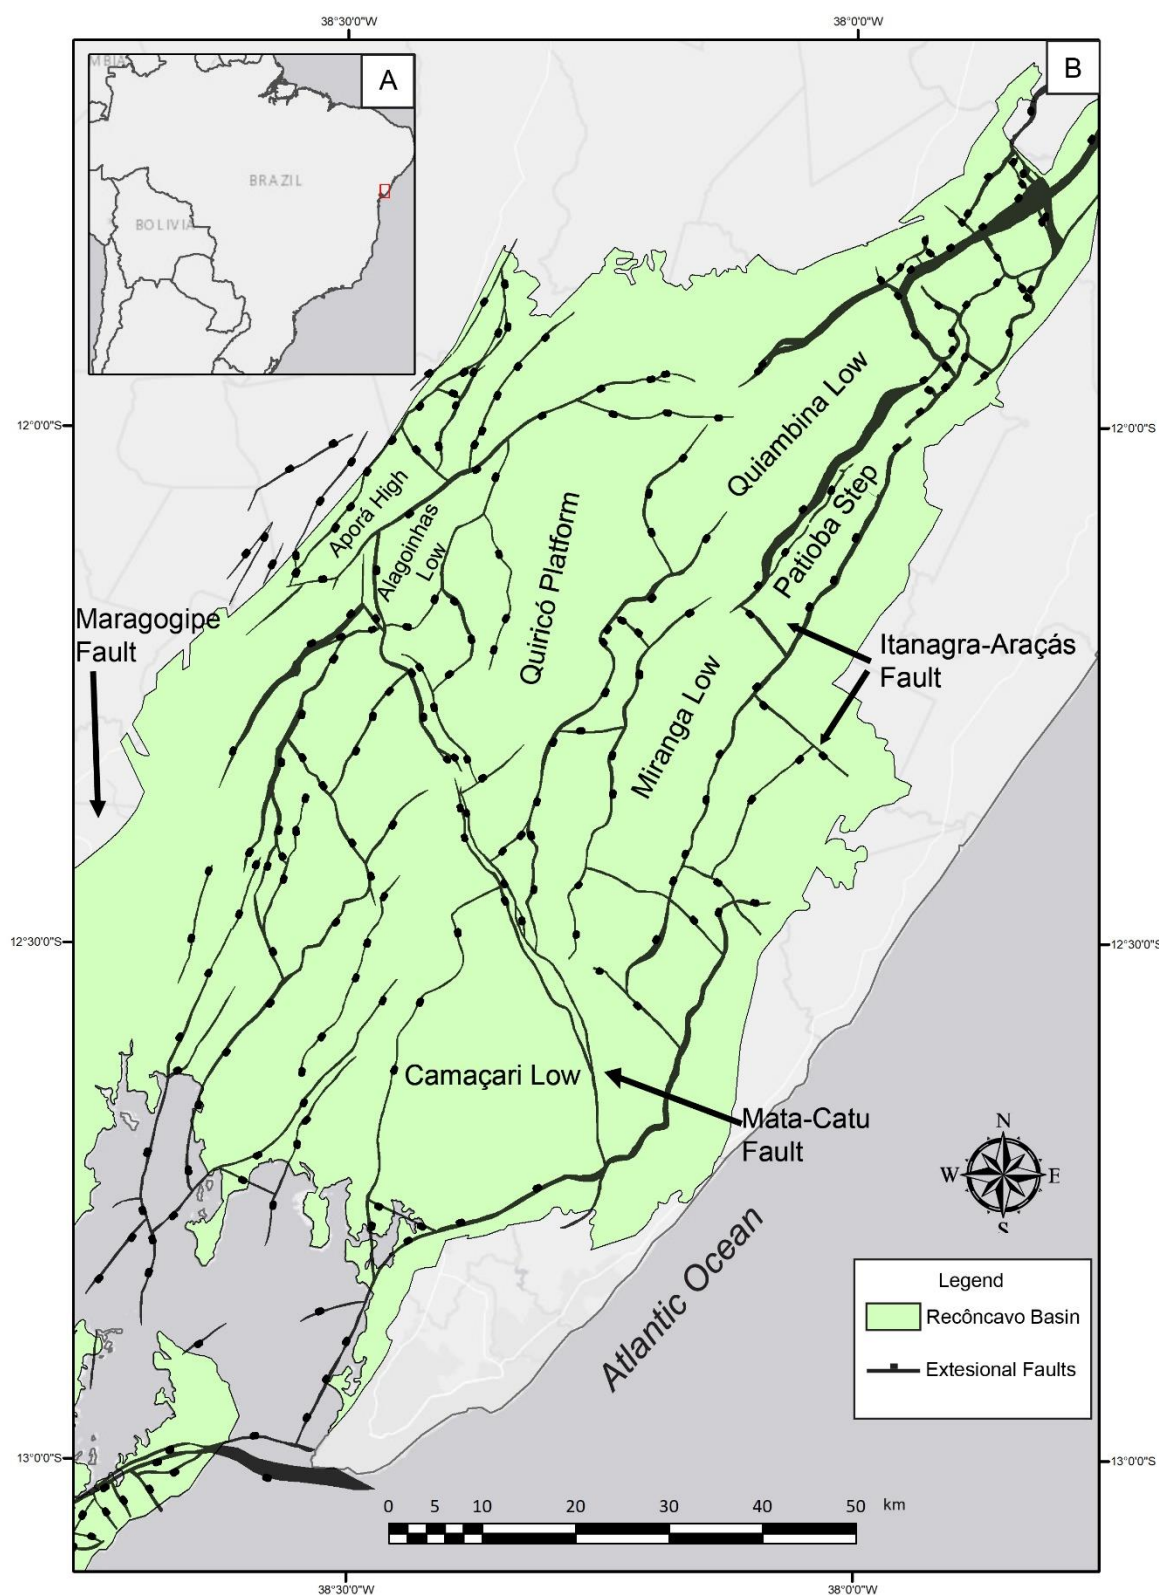 38°30'0"W
38°0'0"W
A
B
MBIA
BRAZIL
BOLIVIA
12°0'0"S
12°0'0"S
Quiambina Low
Aporá High
Alagoinhas
Low
Patioba Step
Quiricó Platform
Maragogipe
Fault
Itanagra-Araçás
Fault
Miranga Low
12°30'0"S
12°30'0"S
Camaçari Low
Mata-Catu
Fault
N
W
E
S
Atlantic Ocean
Legend
Recôncavo Basin
Extesional Faults
13°0'0"S
13°0'0"S
0 5 10 20 30 40 50 km
38°30'0"W
38°0'0"W